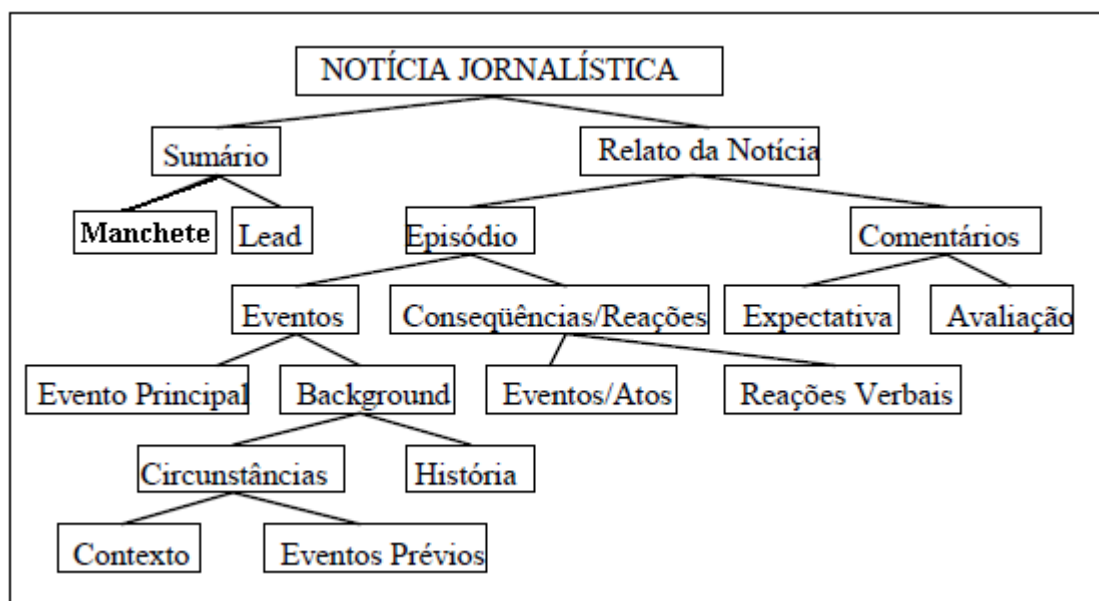 NOTÍCIA JORNALÍSTICA
Sumário
Relato da Notícia
Manchete
Lead
Episódio
Comentários
Eventos
Conseqüências/Reações
Expectativa
Avaliação
Evento Principal
Background
Eventos/Atos
Reações Verbais
Circunstâncias
História
Contexto
Eventos Prévios